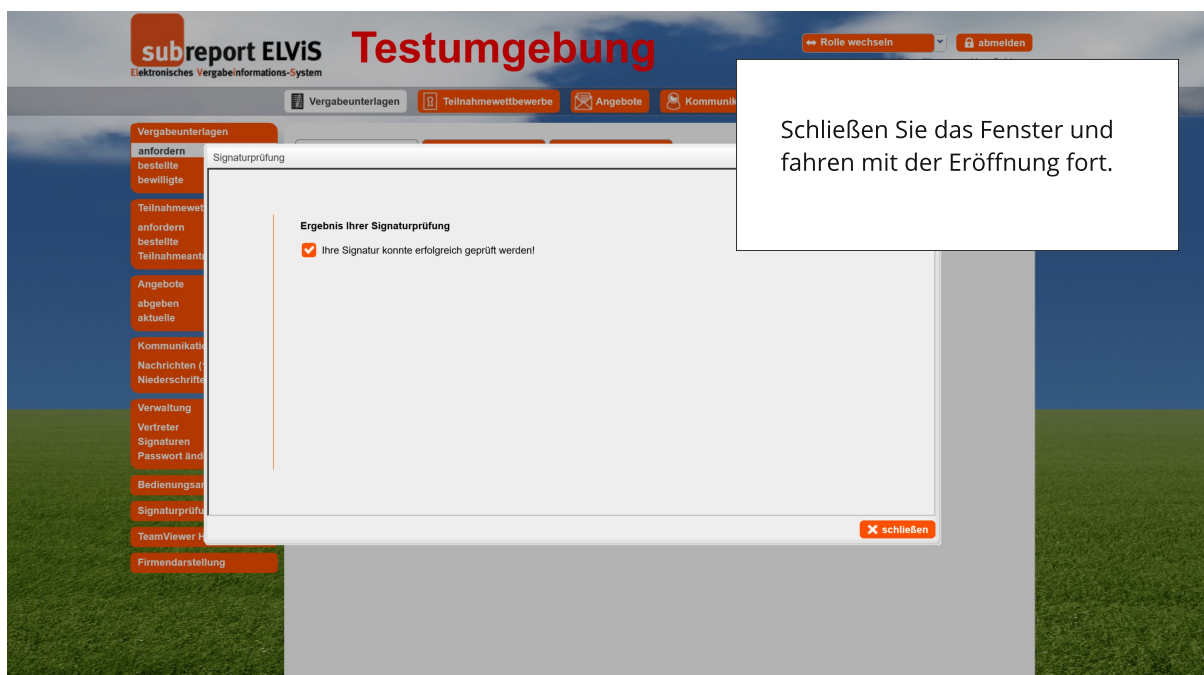 subreport ELViS
Elektronisches Vergabeinformations-System
Testumgebung
Rolle wechseln
abmelden
Vergabeunterlagen
Teilnahmewettbewerbe
Angebote
Kommunik
Schließen Sie das Fenster und
fahren mit der Eröffnung fort.
Vergabeunterlagen
anfordern
bestellte
bewilligte
Teilnahmewet
anfordern
bestellte
Teilnahmeant
Angebote
abgeben
aktuelle
Kommunikatio
Nachrichten (
Niederschrifte
Verwaltung
Vertreter
Signaturen
Passwort ände
Bedienungsan
Signaturprüfu
TeamViewer H
Firmendarstellung
Signaturprüfung
Ergebnis Ihrer Signaturprüfung
Ihre Signatur konnte erfolgreich geprüft werden!
schließen